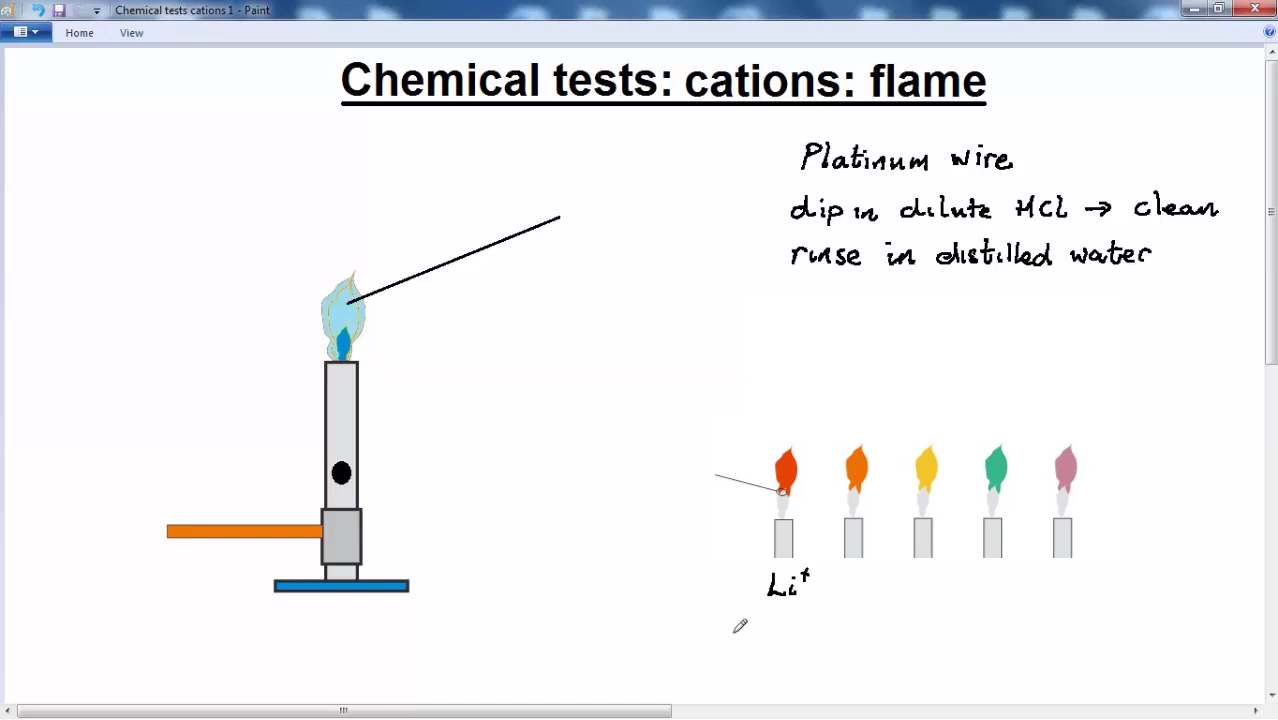 Chemical tests cations 1 - Paint
Home View
Chemical tests: cations: flame
Platinum wire
dip in dilute HCl → clean
rinse in distilled water
Li⁺